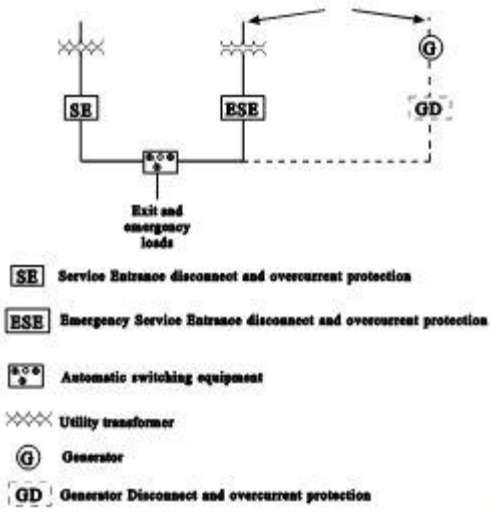 G
SE
ESE
GD
Exit and
emergency
loads
SE Service Entrance disconnect and overcurrent protection
ESE Emergency Service Entrance disconnect and overcurrent protection
Automatic switching equipment
Utility transformer
G Generator
GD Generator Disconnect and overcurrent protection